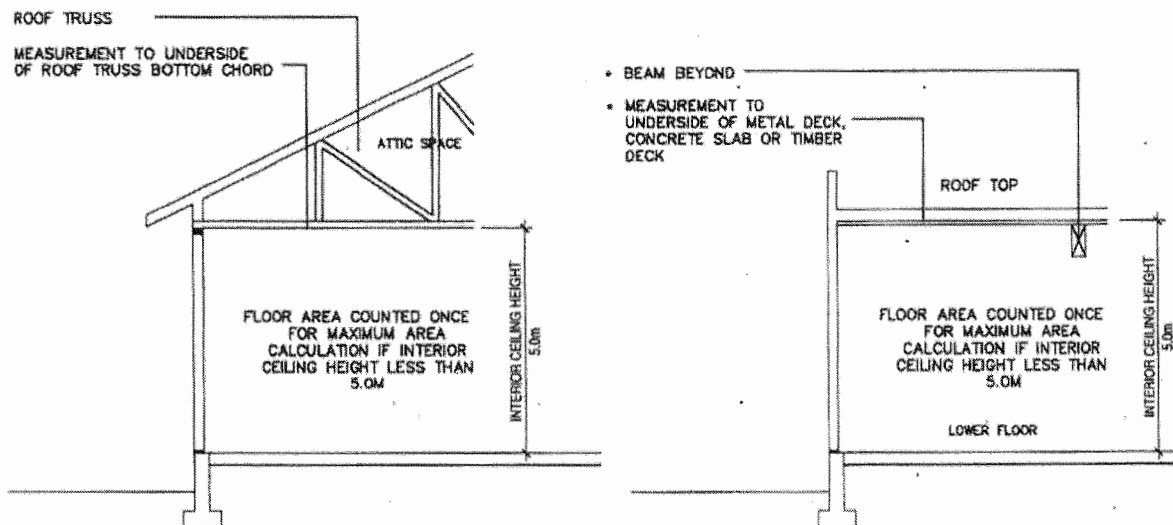 ROOF TRUSS
MEASUREMENT TO UNDERSIDE
OF ROOF TRUSS BOTTOM CHORD
ATTIC SPACE
FLOOR AREA COUNTED ONCE
FOR MAXIMUM AREA
CALCULATION IF INTERIOR
CEILING HEIGHT LESS THAN
5.0M
INTERIOR CEILING HEIGHT
5.0m
* BEAM BEYOND
* MEASUREMENT TO
UNDERSIDE OF METAL DECK,
CONCRETE SLAB OR TIMBER
DECK
ROOF TOP
FLOOR AREA COUNTED ONCE
FOR MAXIMUM AREA
CALCULATION IF INTERIOR
CEILING HEIGHT LESS THAN
5.0M
LOWER FLOOR
INTERIOR CEILING HEIGHT
5.0m